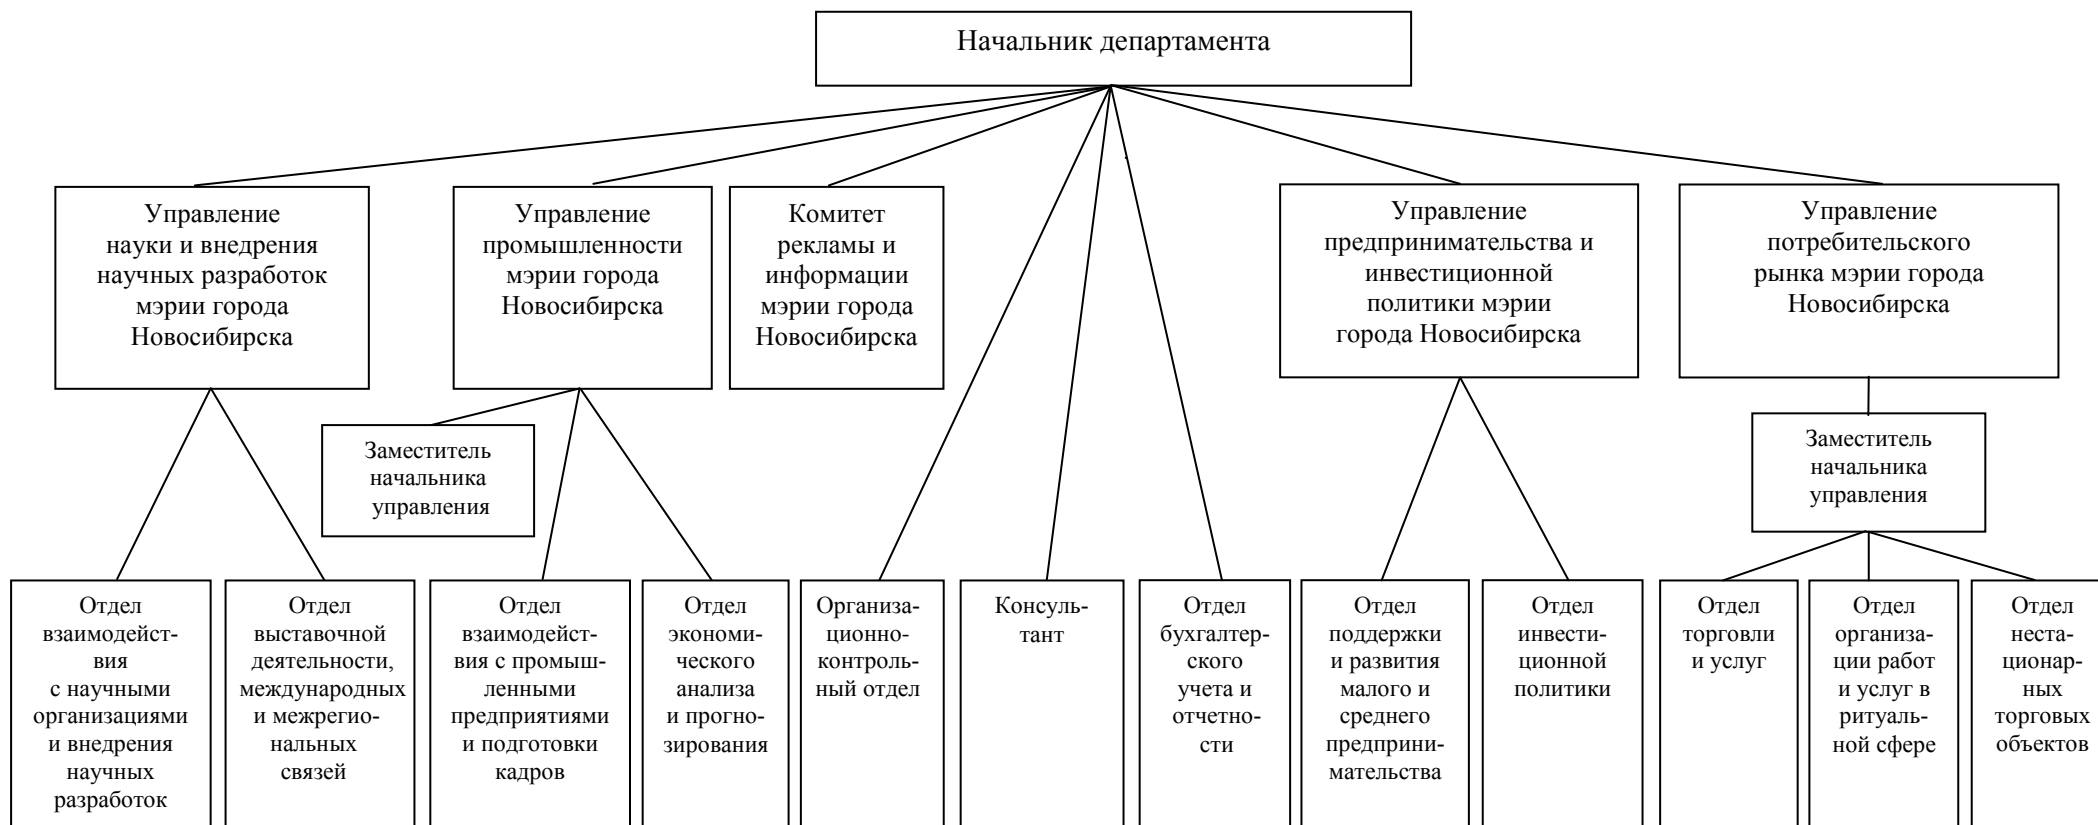 Начальник департамента
Управление
науки и внедрения
научных разработок
мэрии города
Новосибирска
Управление
промышленности
мэрии города
Новосибирска
Комитет
рекламы и
информации
мэрии города
Новосибирска
Управление
предпринимательства и
инвестиционной
политики мэрии
города Новосибирска
Управление
потребительского
рынка мэрии города
Новосибирска
Заместитель
начальника
управления
Заместитель
начальника
управления
Отдел
взаимодейст-
вия
с научными
организациями
и внедрения
научных
разработок
Отдел
выставочной
деятельности,
международных
и межрегио-
нальных
связей
Отдел
взаимодейст-
вия с промыш-
ленными
предприятиями
и подготовки
кадров
Отдел
экономи-
ческого
анализа
и прогно-
зирования
Организа-
ционно-
контроль-
ный отдел
Консуль-
тант
Отдел
бухгалтер-
ского
учета и
отчетно-
сти
Отдел
поддержки
и развития
малого и
среднего
предприни-
мательства
Отдел
инвести-
ционной
политики
Отдел
торговли
и услуг
Отдел
организа-
ции работ
и услуг в
ритуаль-
ной сфере
Отдел
неста-
ционар-
ных
торговых
объектов